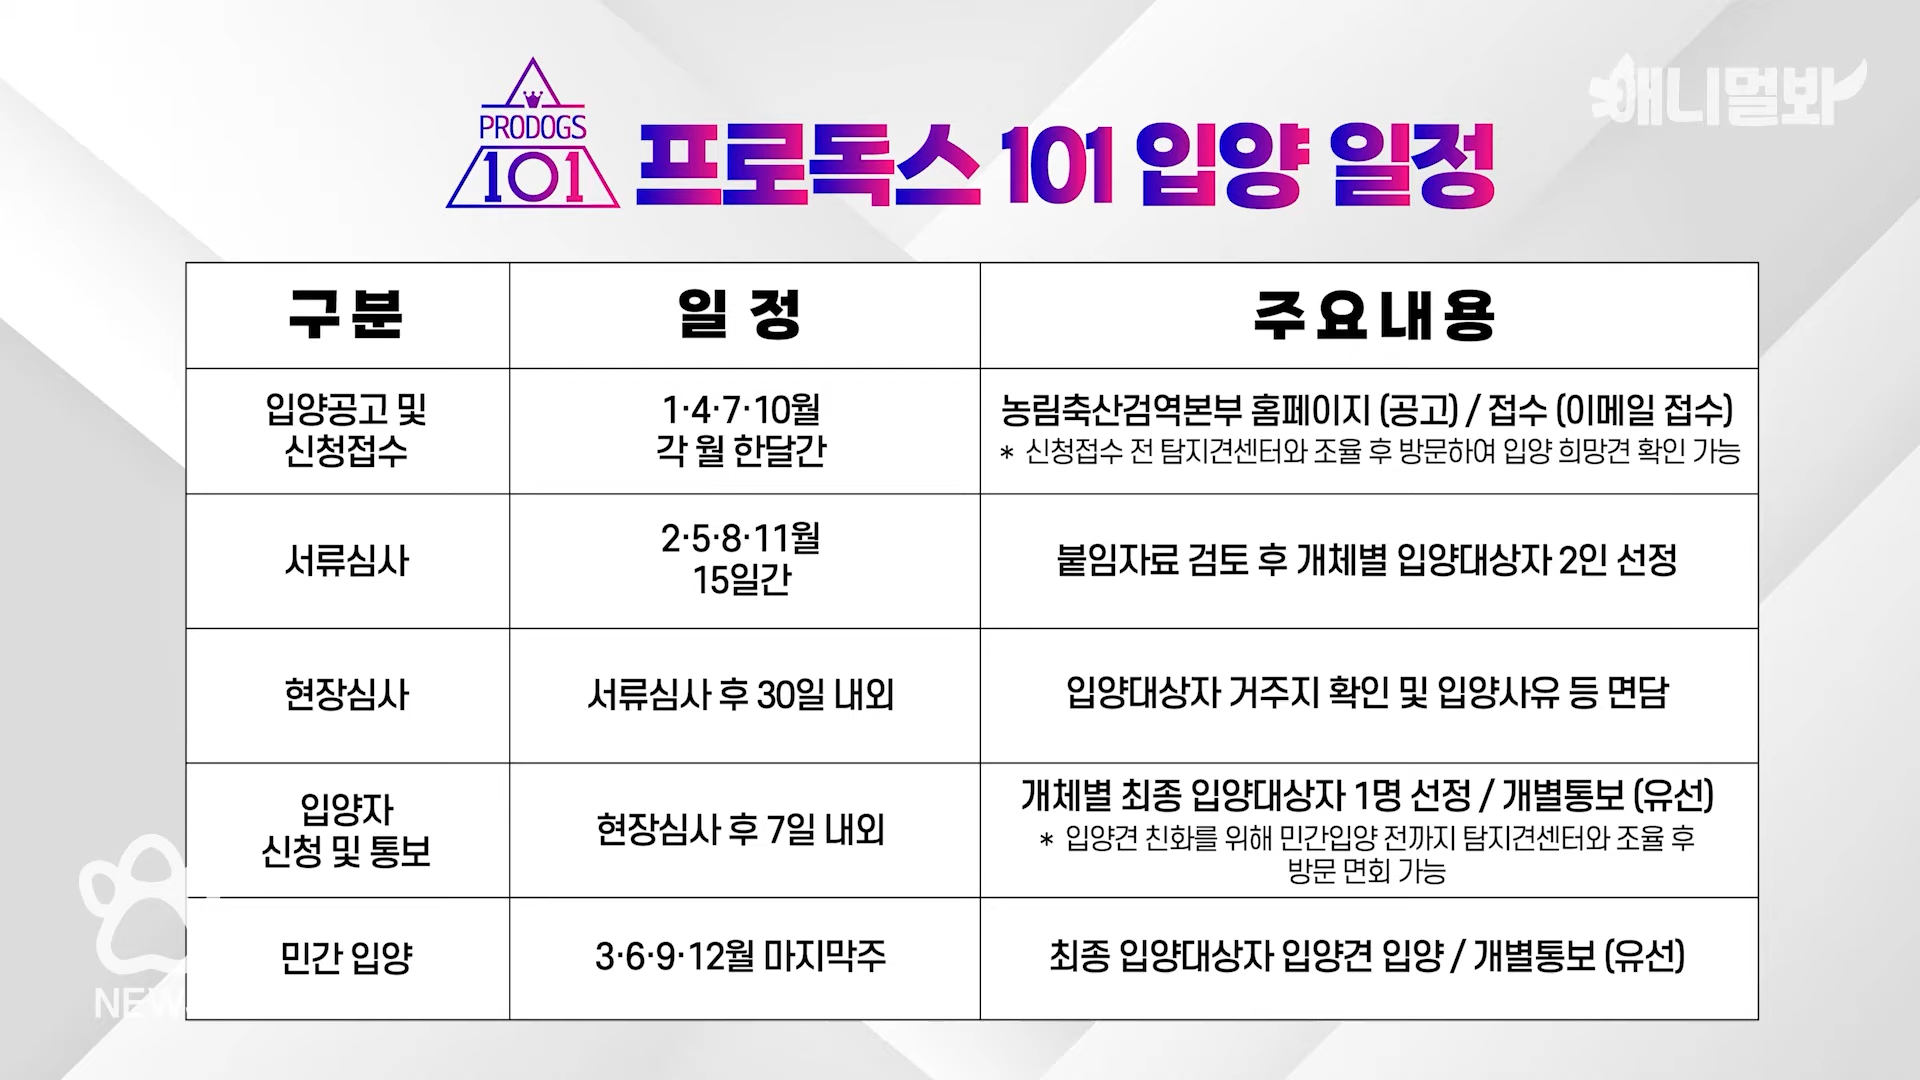 애니멀봐
PRODOGS
101
프로독스 101 입양 일정
구분
일 정
주요내용
입양공고 및
신청접수
1·4·7·10월
각 월 한달간
농림축산검역본부 홈페이지 (공고) / 접수 (이메일 접수)
* 신청접수 전 탐지견센터와 조율 후 방문하여 입양 희망견 확인 가능
서류심사
2·5·8·11월
15일간
붙임자료 검토 후 개체별 입양대상자 2인 선정
현장심사
서류심사 후 30일 내외
입양대상자 거주지 확인 및 입양사유 등 면담
입양자
신청 및 통보
현장심사 후 7일 내외
개체별 최종 입양대상자 1명 선정 / 개별통보 (유선)
* 입양견 친화를 위해 민간입양 전까지 탐지견센터와 조율 후
방문 면회 가능
민간 입양
3·6·9·12월 마지막주
최종 입양대상자 입양견 입양 / 개별통보 (유선)